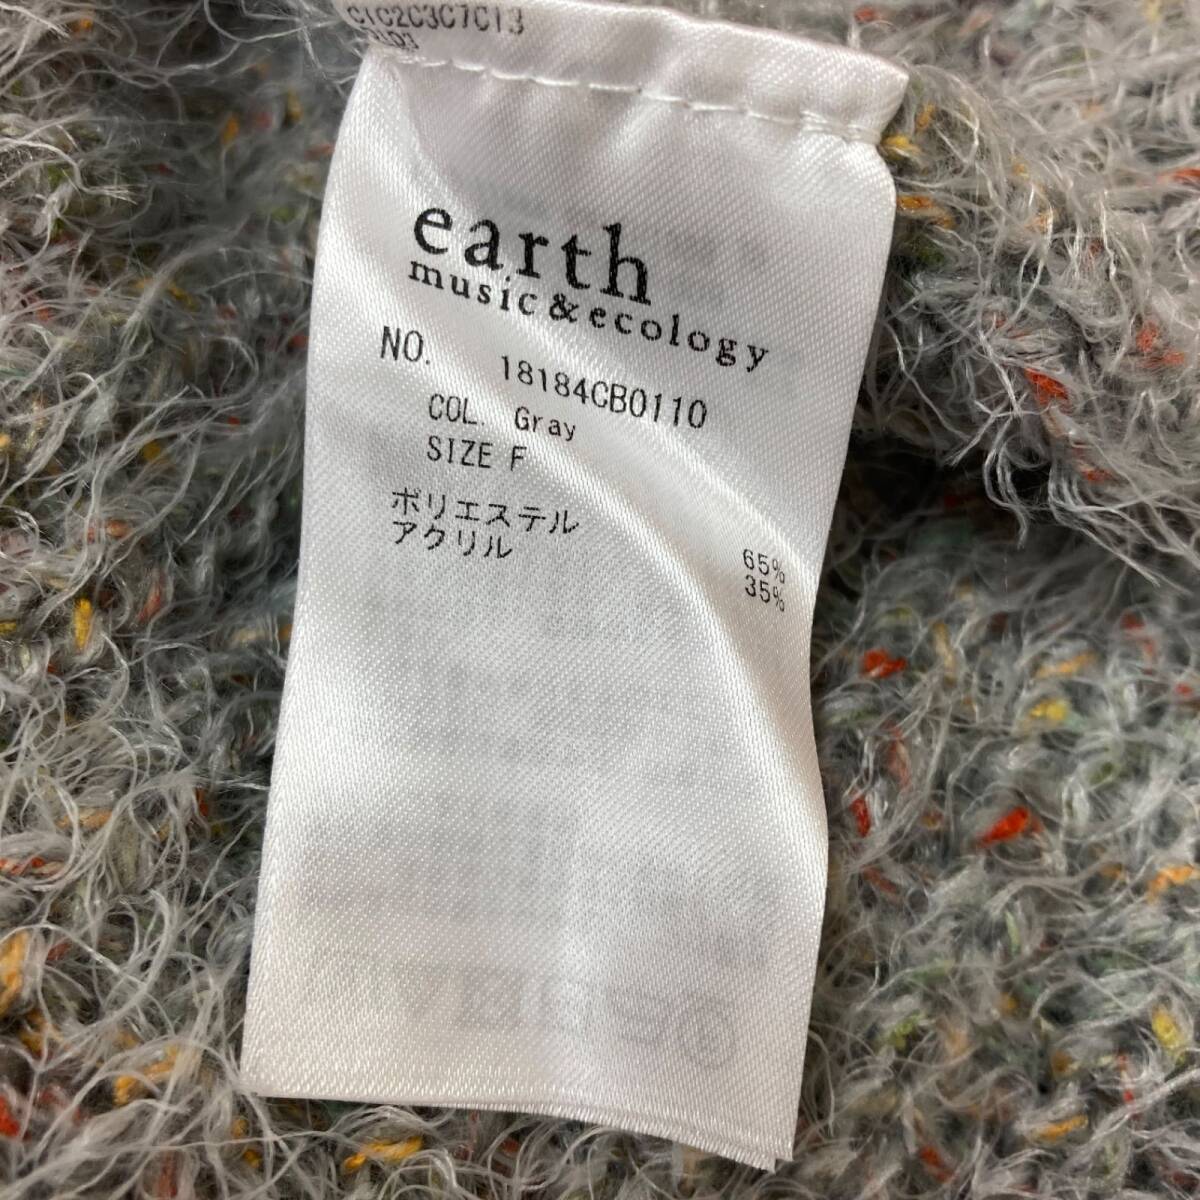 C1C2C3C7C13
earth
music&ecology
NO. 18184CB0110
COL. Gray
SIZE F
ポリエステル 65%
アクリル 35%